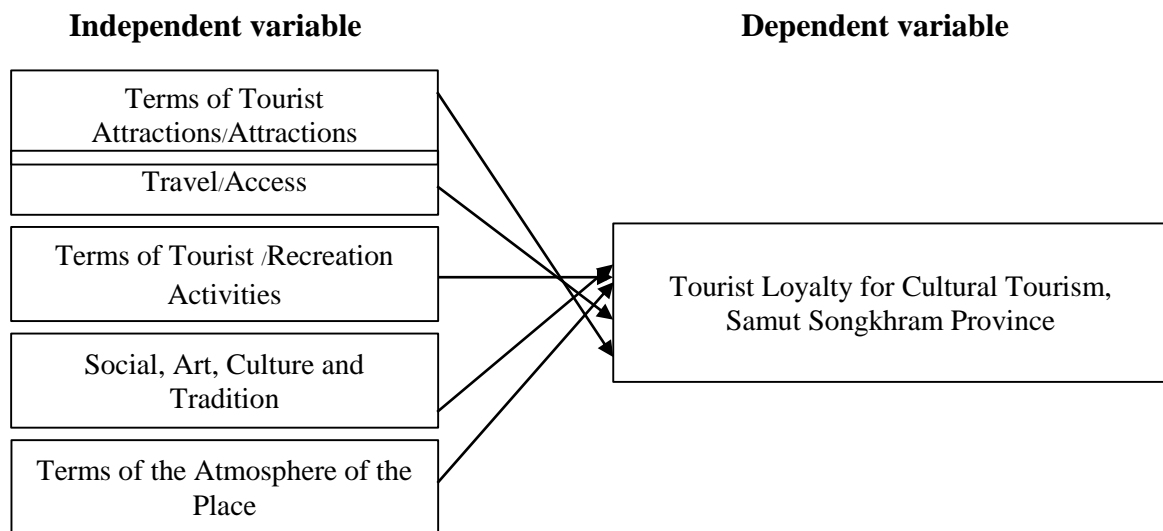 Independent variable
Dependent variable
Terms of Tourist
Attractions/Attractions
Travel/Access
Terms of Tourist /Recreation
Activities
Social, Art, Culture and
Tradition
Terms of the Atmosphere of the
Place
Tourist Loyalty for Cultural Tourism,
Samut Songkhram Province